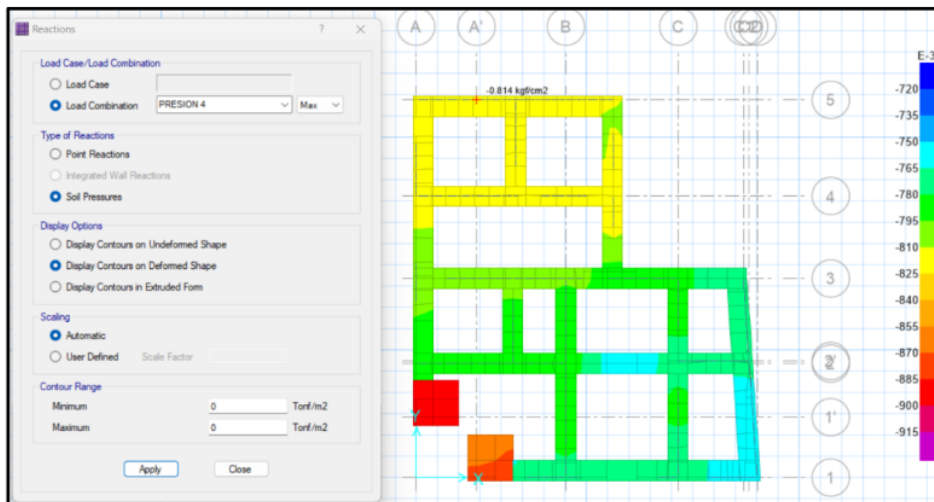 Reactions
?
Load Case/Load Combination
Load Case
Load Combination
PRESION 4
Max
Type of Reactions
Point Reactions
Integrated Wall Reactions
Soil Pressures
Display Options
Display Contours on Undeformed Shape
Display Contours on Deformed Shape
Display Contours in Extruded Form
Scaling
Automatic
User Defined
Scale Factor
Contour Range
Minimum
0
Tonf/m2
Maximum
0
Tonf/m2
Apply
Close
A
A'
B
C
-0.814 kgf/cm2
5
4
3
1'
1
Y
X
E-3
-720
-735
-750
-765
-780
-795
-810
-825
-840
-855
-870
-885
-900
-915